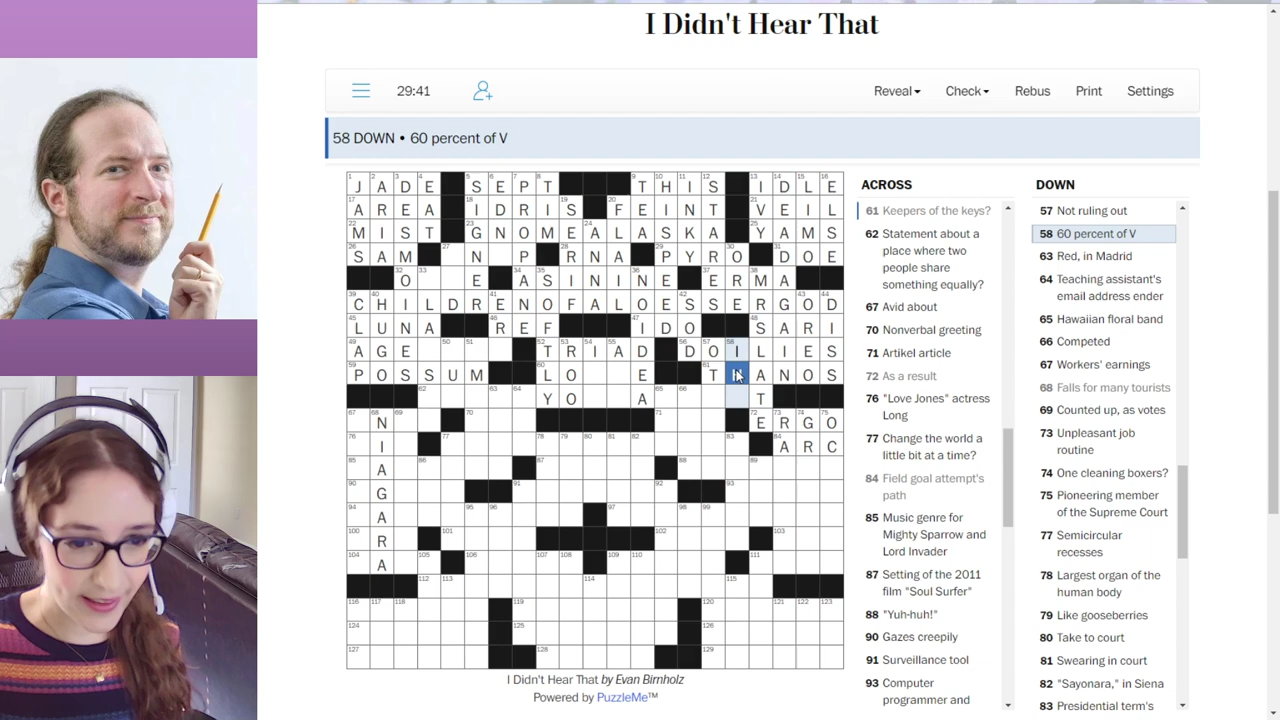 I Didn't Hear That
29:41
Reveal
Check
Rebus
Print
Settings
58 DOWN • 60 percent of V
ACROSS
61 Keepers of the keys?
62 Statement about a
place where two
people share
something equally?
67 Avid about
70 Nonverbal greeting
71 Artikel article
72 As a result
76 "Love Jones" actress
Long
77 Change the world a
little bit at a time?
84 Field goal attempt's
path
85 Music genre for
Mighty Sparrow and
Lord Invader
87 Setting of the 2011
film "Soul Surfer"
88 "Yuh-huh!"
90 Gazes creepily
91 Surveillance tool
93 Computer
programmer and
DOWN
57 Not ruling out
58 60 percent of V
63 Red, in Madrid
64 Teaching assistant's
email address ender
65 Hawaiian floral band
66 Competed
67 Workers' earnings
68 Falls for many tourists
69 Counted up, as votes
73 Unpleasant job
routine
74 One cleaning boxers?
75 Pioneering member
of the Supreme Court
77 Semicircular
recesses
78 Largest organ of the
human body
79 Like gooseberries
80 Take to court
81 Swearing in court
82 "Sayonara," in Siena
83 Presidential term's
JADE SEPT THIS IDLE
AREA IDRIS FEINT VEIL
MIST GNOMEALASKA YAMS
SAM N P RNA PYRO DOE
O E ASININE ERMA
CHILDRENOFALOESSERGOD
LUNA REF IDO SARI
AGE TRIAD DOILIES
POSSUM LO E T ANOS
YO A T
N ERGO
I ARC
A
G
A
R
A
I Didn't Hear That by Evan Birnholz
Powered by PuzzleMe™